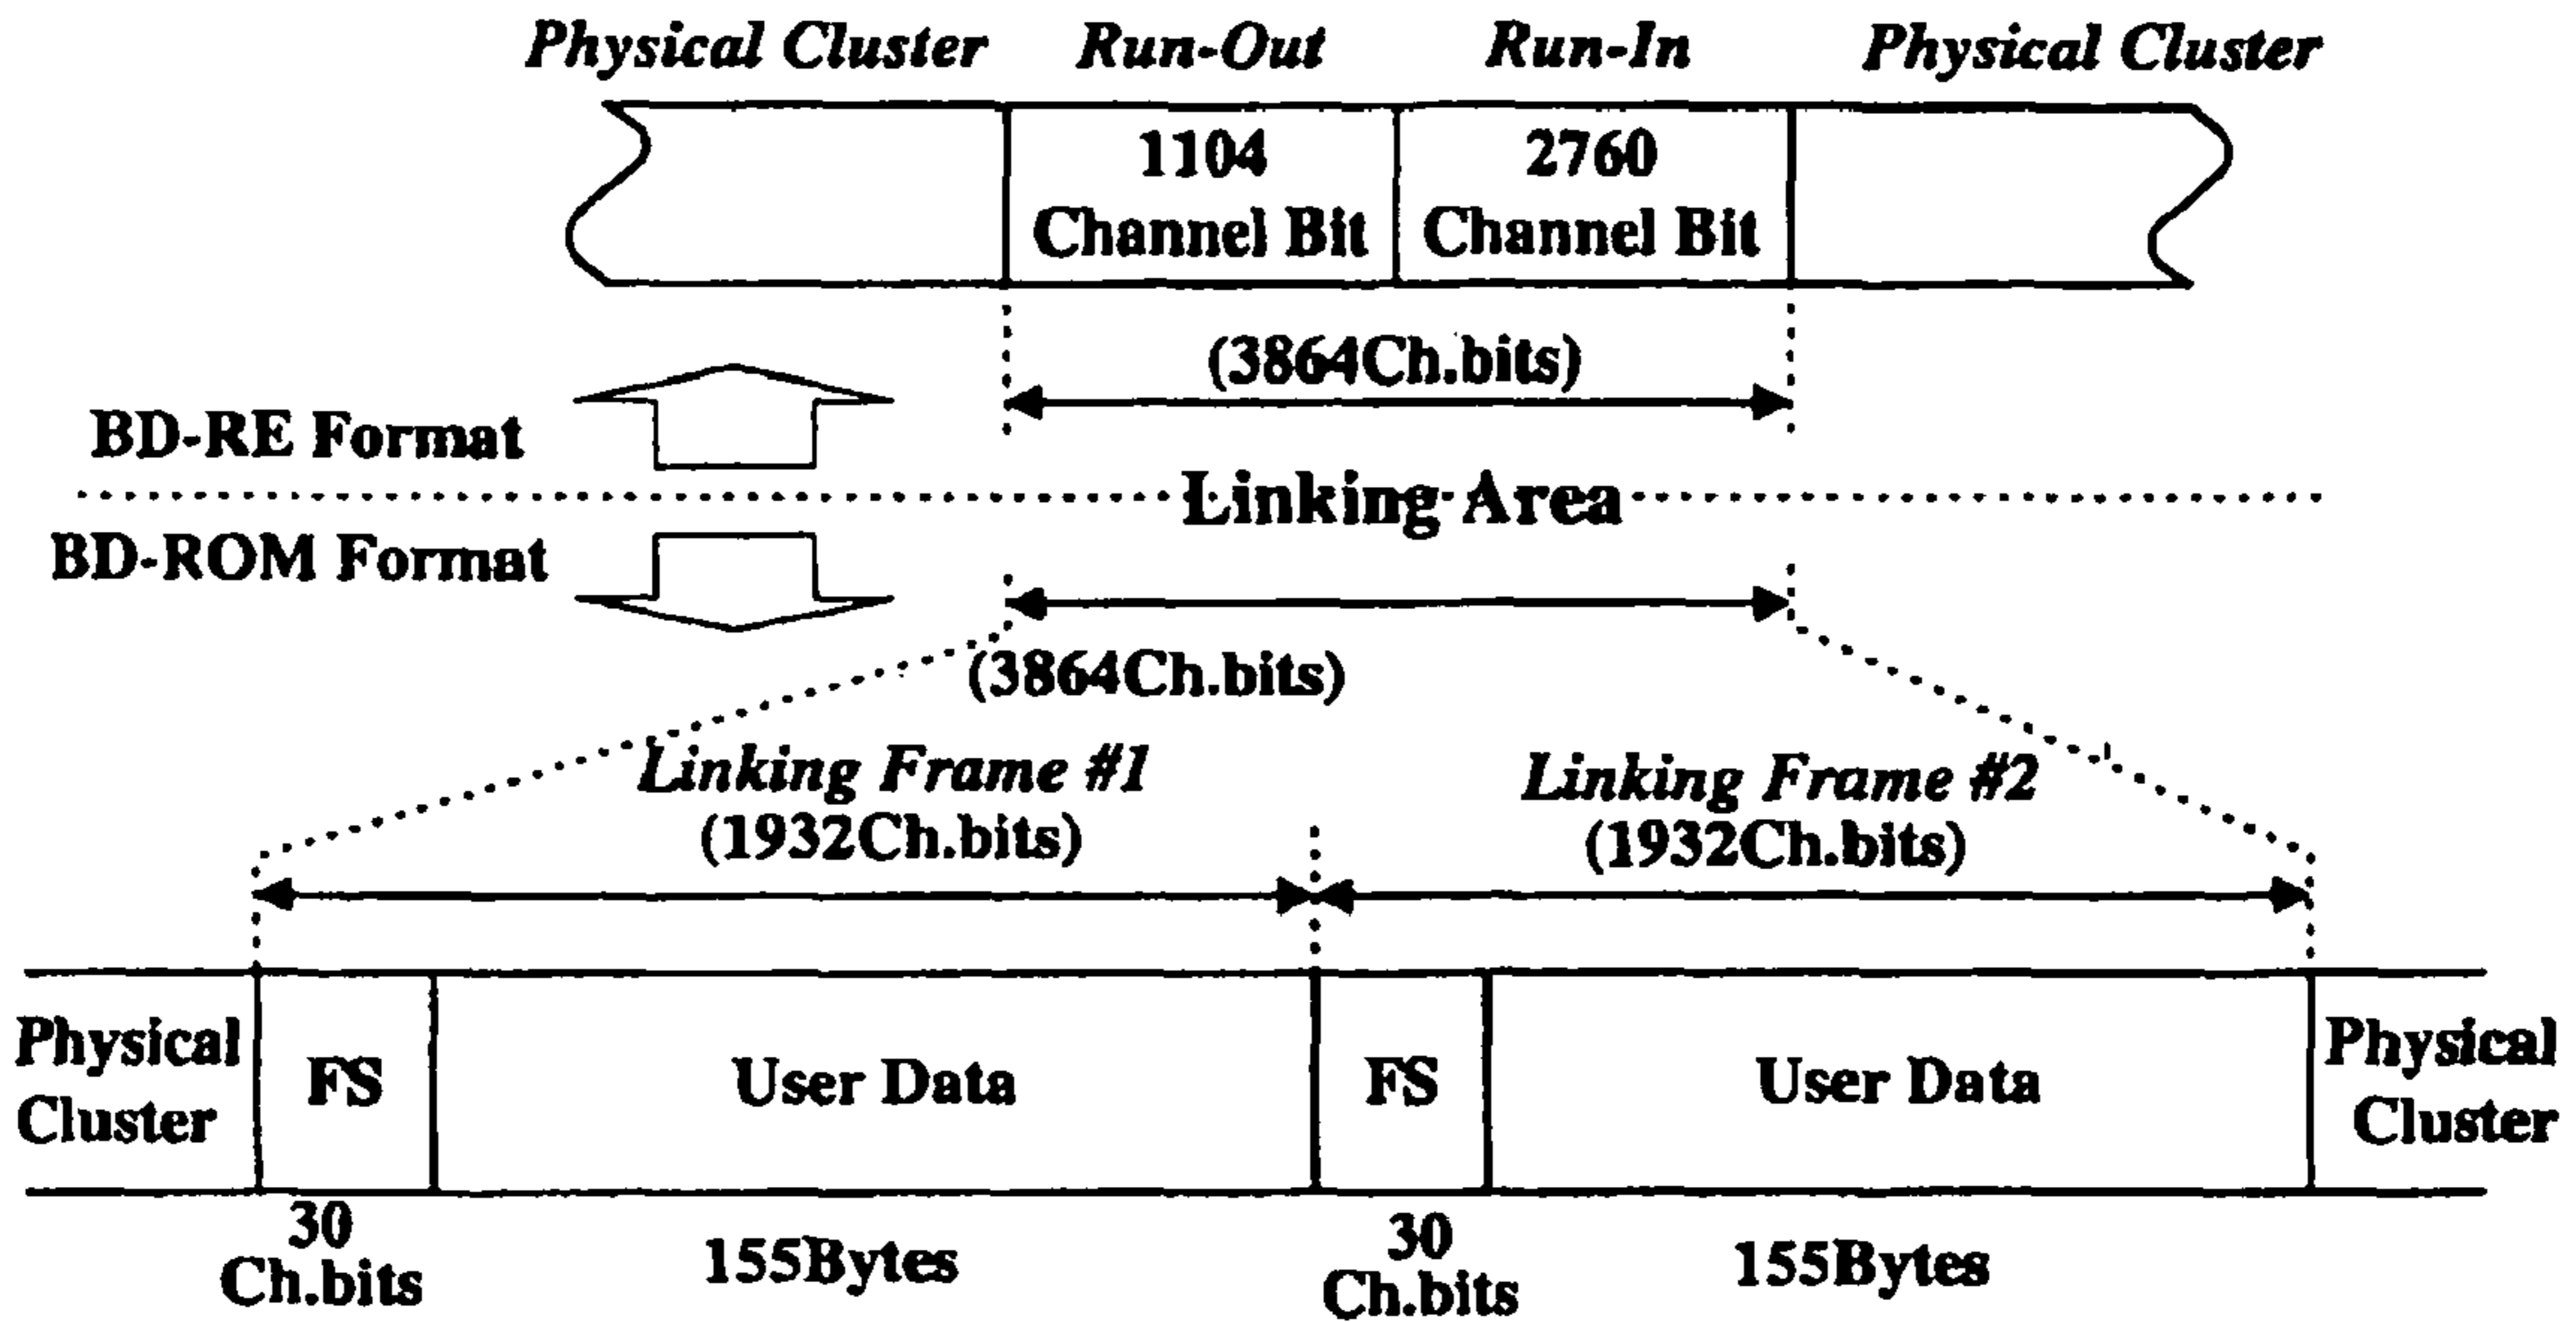 Physical Cluster Run-Out Run-In Physical Cluster
1104 Channel Bit
2760 Channel Bit
(3864Ch.bits)
BD-RE Format
Linking Area
BD-ROM Format
(3864Ch.bits)
Linking Frame #1
(1932Ch.bits)
Linking Frame #2
(1932Ch.bits)
Physical Cluster
FS
User Data
FS
User Data
Physical Cluster
30 Ch.bits
155Bytes
30 Ch.bits
155Bytes